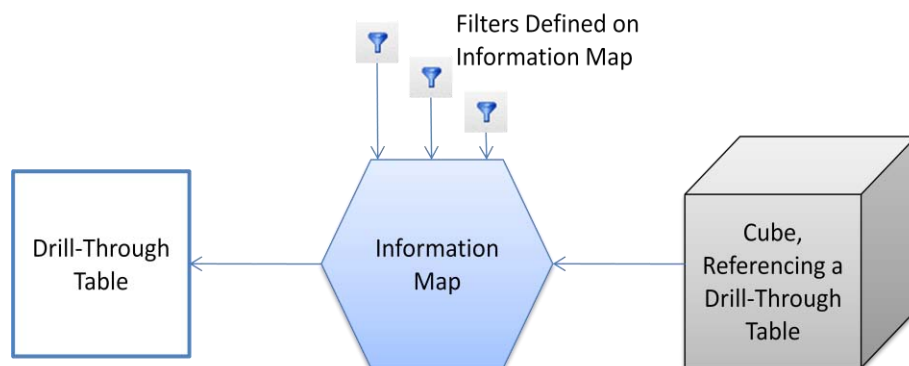 Filters Defined on
Information Map
Drill-Through
Table
Information
Map
Cube,
Referencing a
Drill-Through
Table